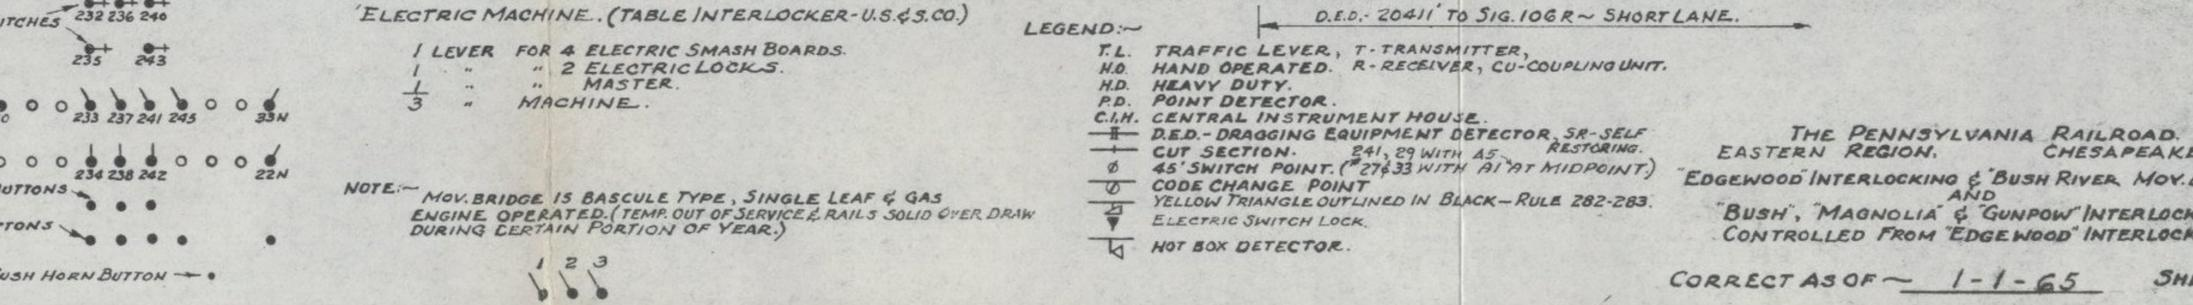 ITCHES
232 236 240
235 243
233 237 241 245 33N
234 238 242 22N
UTTONS
TTONS
USH HORN BUTTON
"ELECTRIC MACHINE. (TABLE INTERLOCKER-U.S.&S.CO.)
1 LEVER FOR 4 ELECTRIC SMASH BOARDS.
1 " " 2 ELECTRIC LOCKS.
1 " MASTER.
3 " MACHINE.
NOTE:~
MOV. BRIDGE IS BASCULE TYPE, SINGLE LEAF & GAS
ENGINE OPERATED. (TEMP. OUT OF SERVICE & RAILS SOLID OVER DRAW
DURING CERTAIN PORTION OF YEAR.)
1 2 3
D.E.D.- 20411' TO SIG. 106R~ SHORT LANE.
LEGEND:~
T.L. TRAFFIC LEVER, T-TRANSMITTER,
H.O. HAND OPERATED. R-RECEIVER, CU-COUPLING UNIT.
H.D. HEAVY DUTY.
P.D. POINT DETECTOR.
C.I.H. CENTRAL INSTRUMENT HOUSE.
D.E.D.- DRAGGING EQUIPMENT DETECTOR, SR-SELF
RESTORING.
CUT SECTION. 241, 29 WITH A5
45' SWITCH POINT. (#27&33 WITH A1 AT MIDPOINT.)
CODE CHANGE POINT
YELLOW TRIANGLE OUTLINED IN BLACK-RULE 282-283.
ELECTRIC SWITCH LOCK.
HOT BOX DETECTOR.
THE PENNSYLVANIA RAILROAD.
EASTERN REGION. CHESAPEAKE
"EDGEWOOD" INTERLOCKING & "BUSH RIVER MOV.
AND
"BUSH", "MAGNOLIA" & "GUNPOW" INTERLOCK
CONTROLLED FROM "EDGEWOOD" INTERLOCK
CORRECT AS OF~ 1-1-65 SH